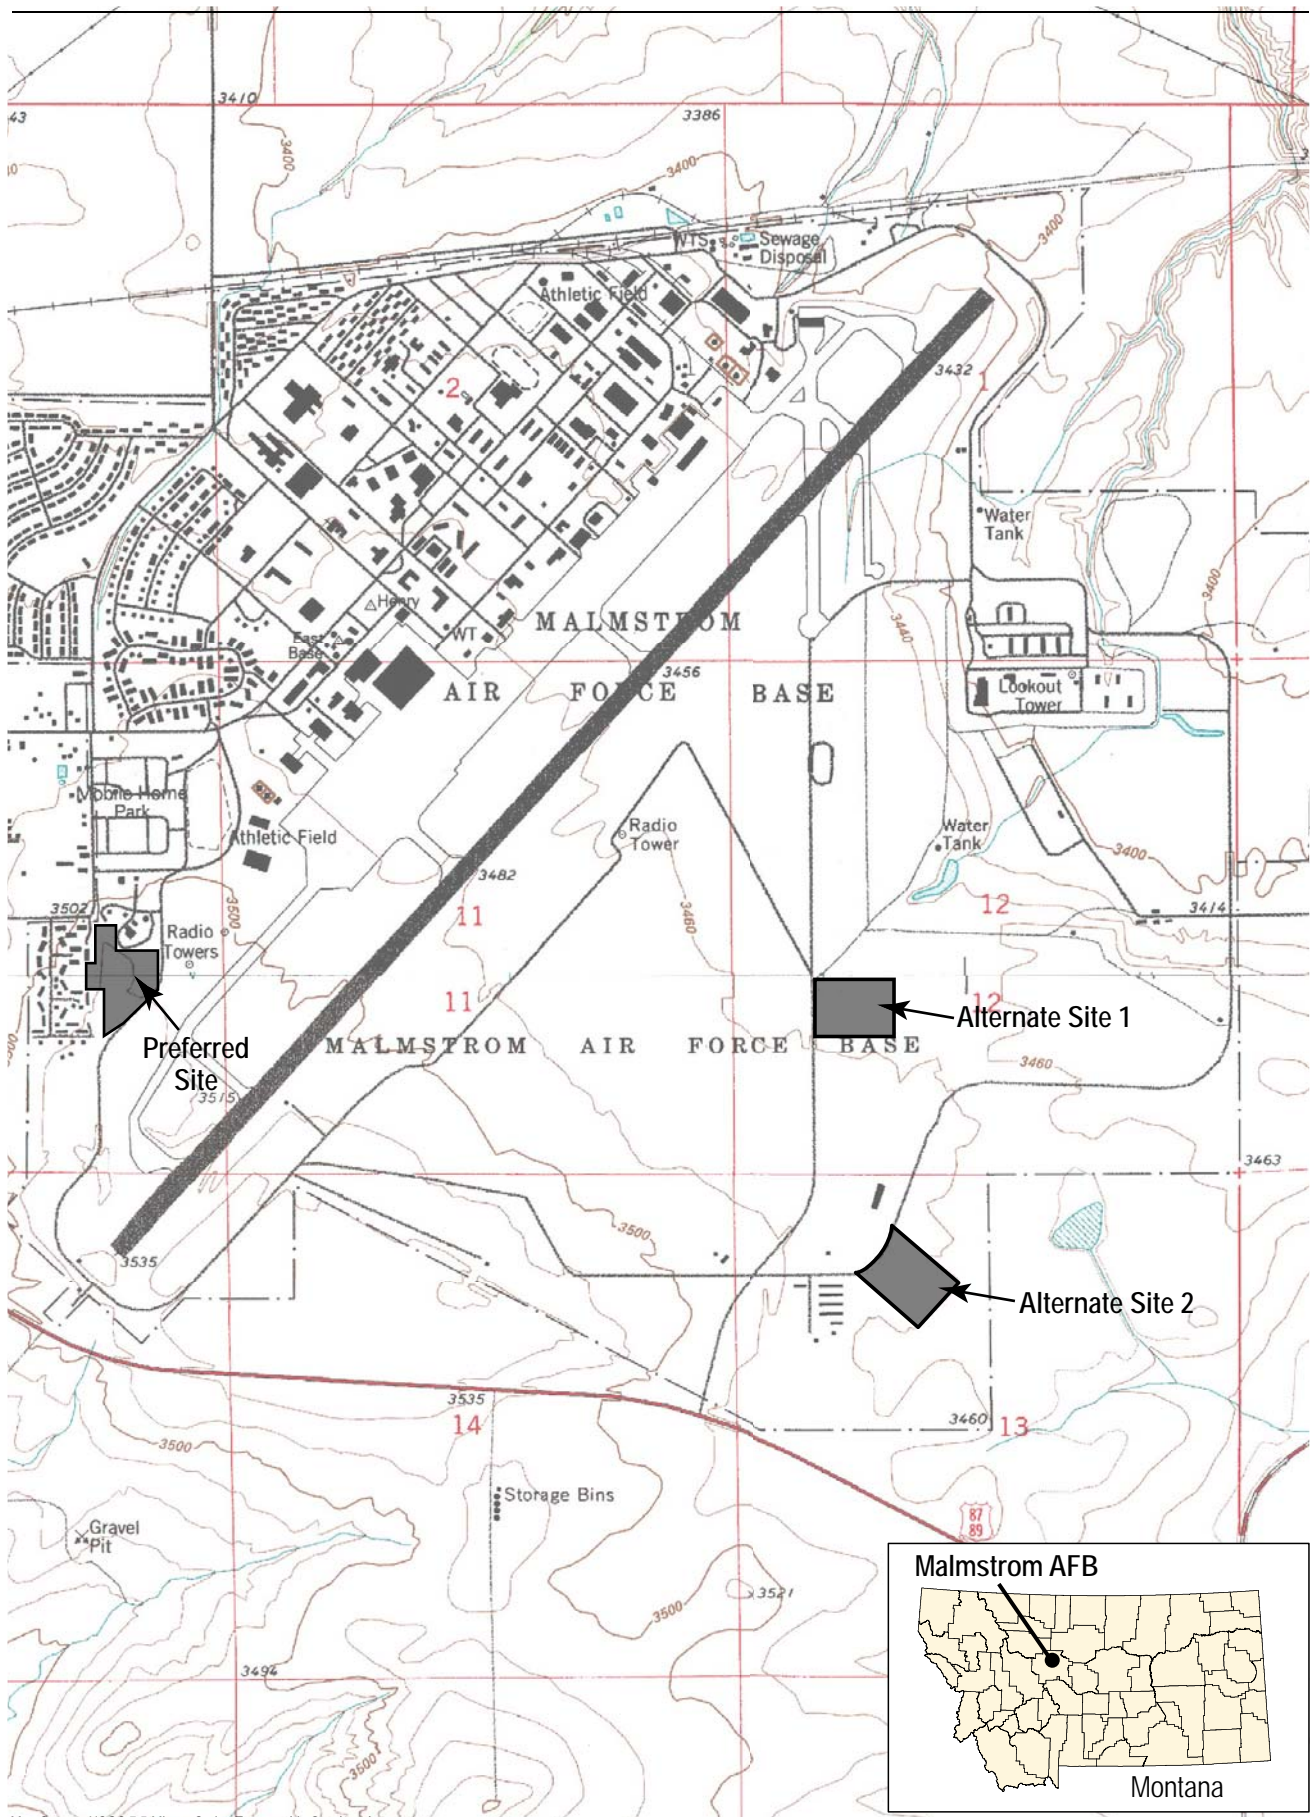 3410
43
3386
3400
3400
WTS
Sewage
Disposal
3400
Athletic Field
3432
1
2
Water
Tank
3400
Henry
MALMSTROM
3440
East
Base
WT
3456
AIR FORCE BASE
Lookout
Tower
Mobile Home
Park
Athletic Field
Radio
Tower
Water
Tank
3400
3482
3502
3500
11
3460
12
3414
Radio
Towers
11
12
Alternate Site 1
Preferred
Site
MALMSTROM AIR FORCE BASE
3460
3515
3463
3500
3535
Alternate Site 2
3535
14
3460
13
3500
Storage Bins
87
89
Gravel
Pit
3521
3500
3494
3500
Malmstrom AFB
Montana